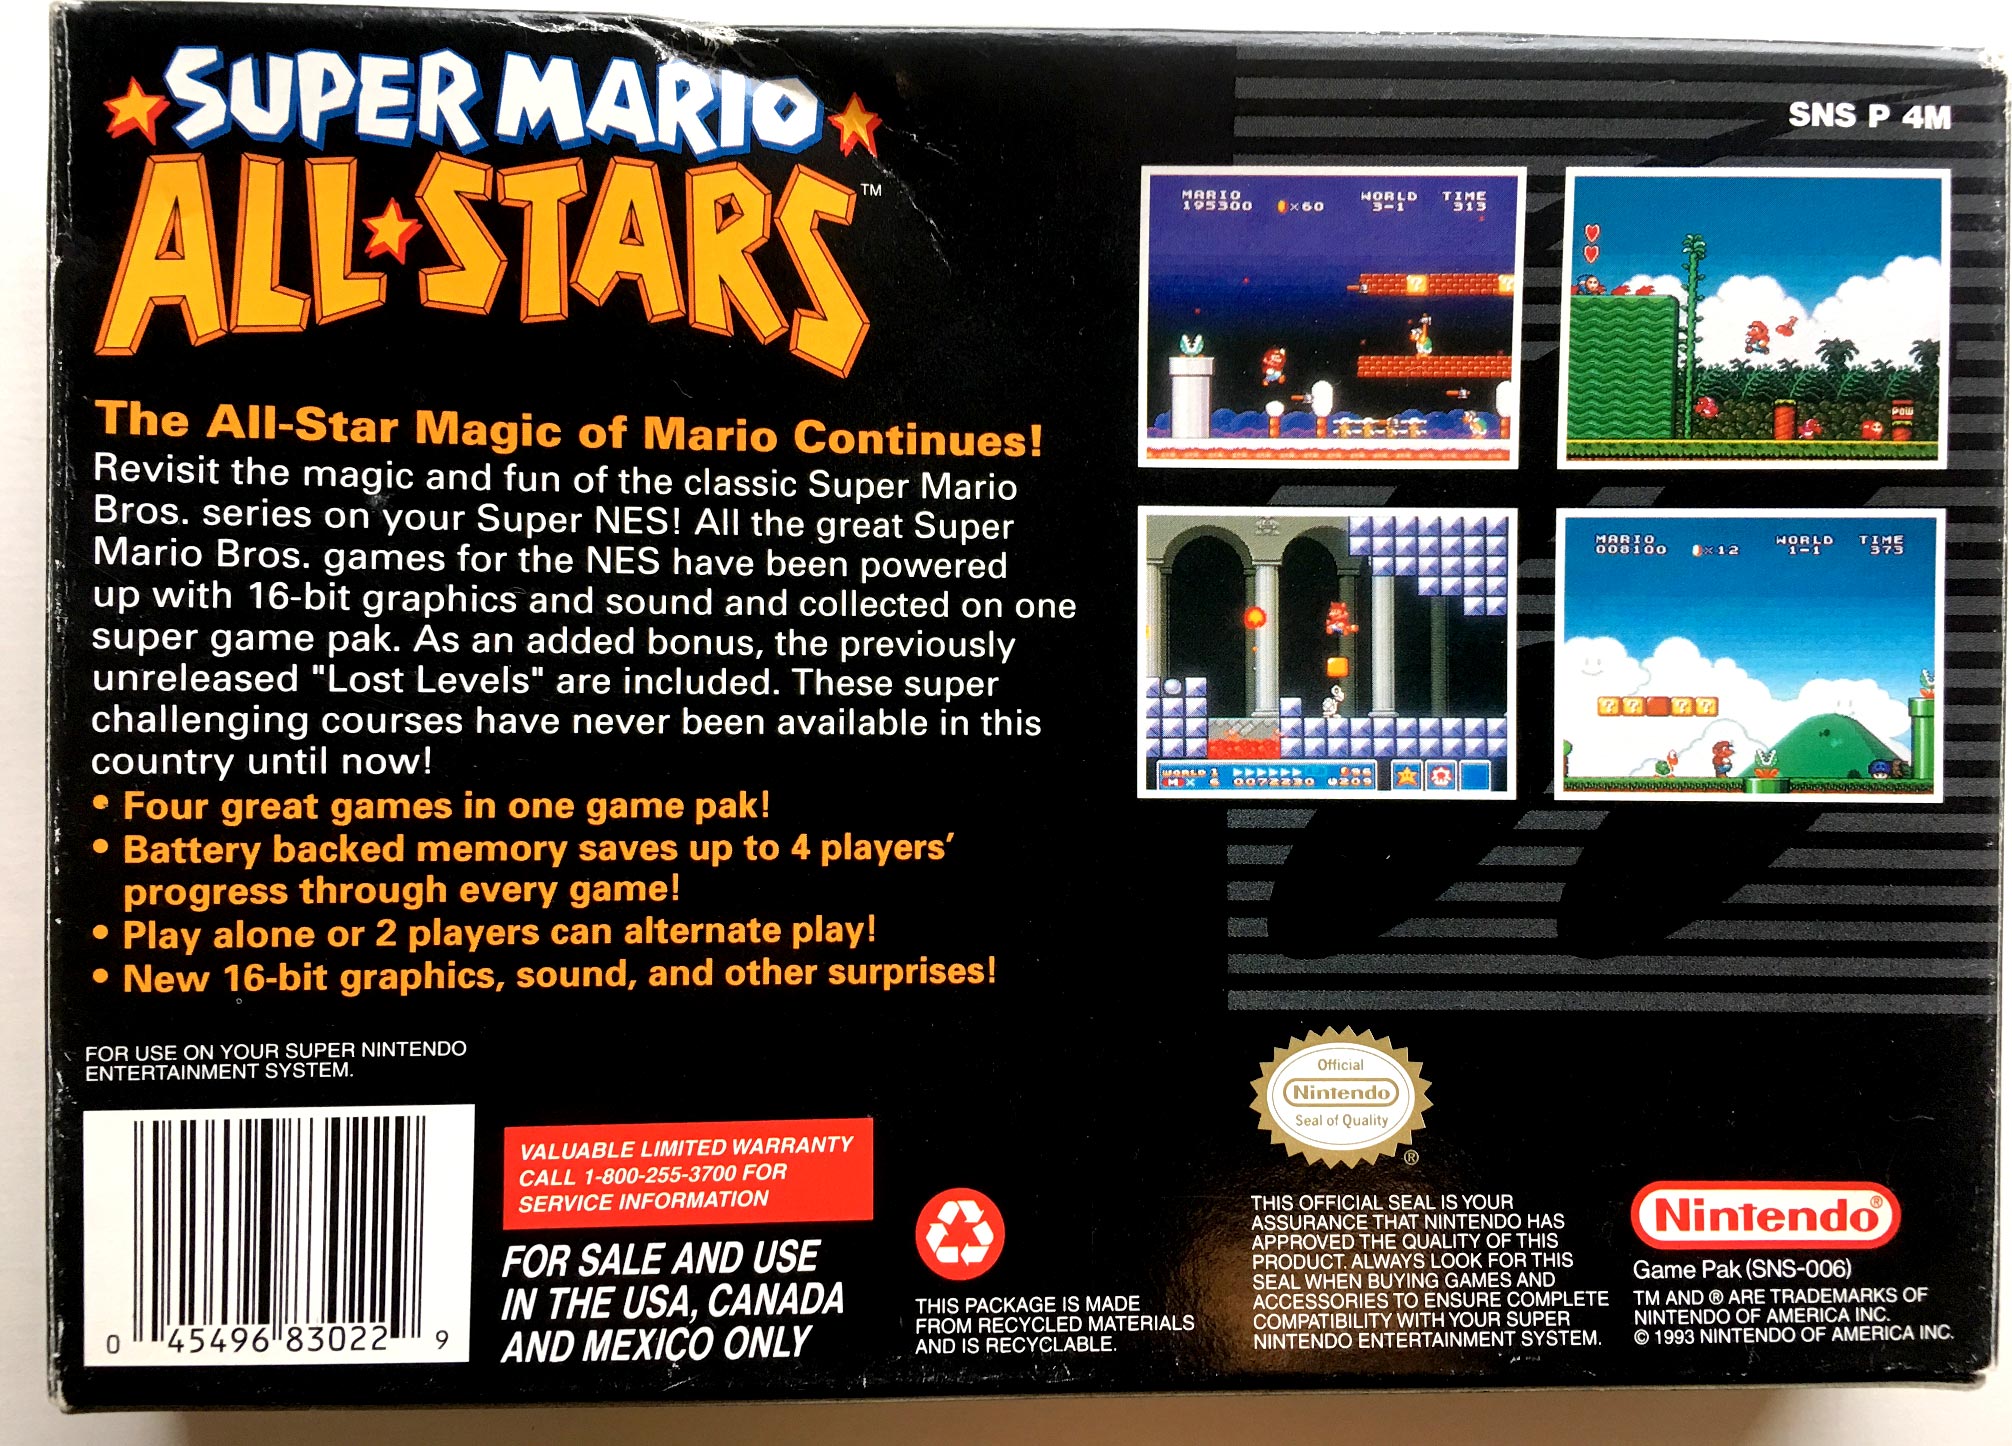 SUPER MARIO
ALL STARS™
The All-Star Magic of Mario Continues!
Revisit the magic and fun of the classic Super Mario
Bros. series on your Super NES! All the great Super
Mario Bros. games for the NES have been powered
up with 16-bit graphics and sound and collected on one
super game pak. As an added bonus, the previously
unreleased "Lost Levels" are included. These super
challenging courses have never been available in this
country until now!
• Four great games in one game pak!
• Battery backed memory saves up to 4 players'
progress through every game!
• Play alone or 2 players can alternate play!
• New 16-bit graphics, sound, and other surprises!
FOR USE ON YOUR SUPER NINTENDO
ENTERTAINMENT SYSTEM.
0 45496 83022 9
VALUABLE LIMITED WARRANTY
CALL 1-800-255-3700 FOR
SERVICE INFORMATION
FOR SALE AND USE
IN THE USA, CANADA
AND MEXICO ONLY
THIS PACKAGE IS MADE
FROM RECYCLED MATERIALS
AND IS RECYCLABLE.
SNS P 4M
MARIO WORLD TIME
195300 ×60 3-1 313
POW
WORLD 1
M× 6 0072230
MARIO WORLD TIME
008100 ×12 1-1 373
Official
Nintendo
Seal of Quality
®
THIS OFFICIAL SEAL IS YOUR
ASSURANCE THAT NINTENDO HAS
APPROVED THE QUALITY OF THIS
PRODUCT. ALWAYS LOOK FOR THIS
SEAL WHEN BUYING GAMES AND
ACCESSORIES TO ENSURE COMPLETE
COMPATIBILITY WITH YOUR SUPER
NINTENDO ENTERTAINMENT SYSTEM.
Nintendo®
Game Pak (SNS-006)
TM AND ® ARE TRADEMARKS OF
NINTENDO OF AMERICA INC.
© 1993 NINTENDO OF AMERICA INC.